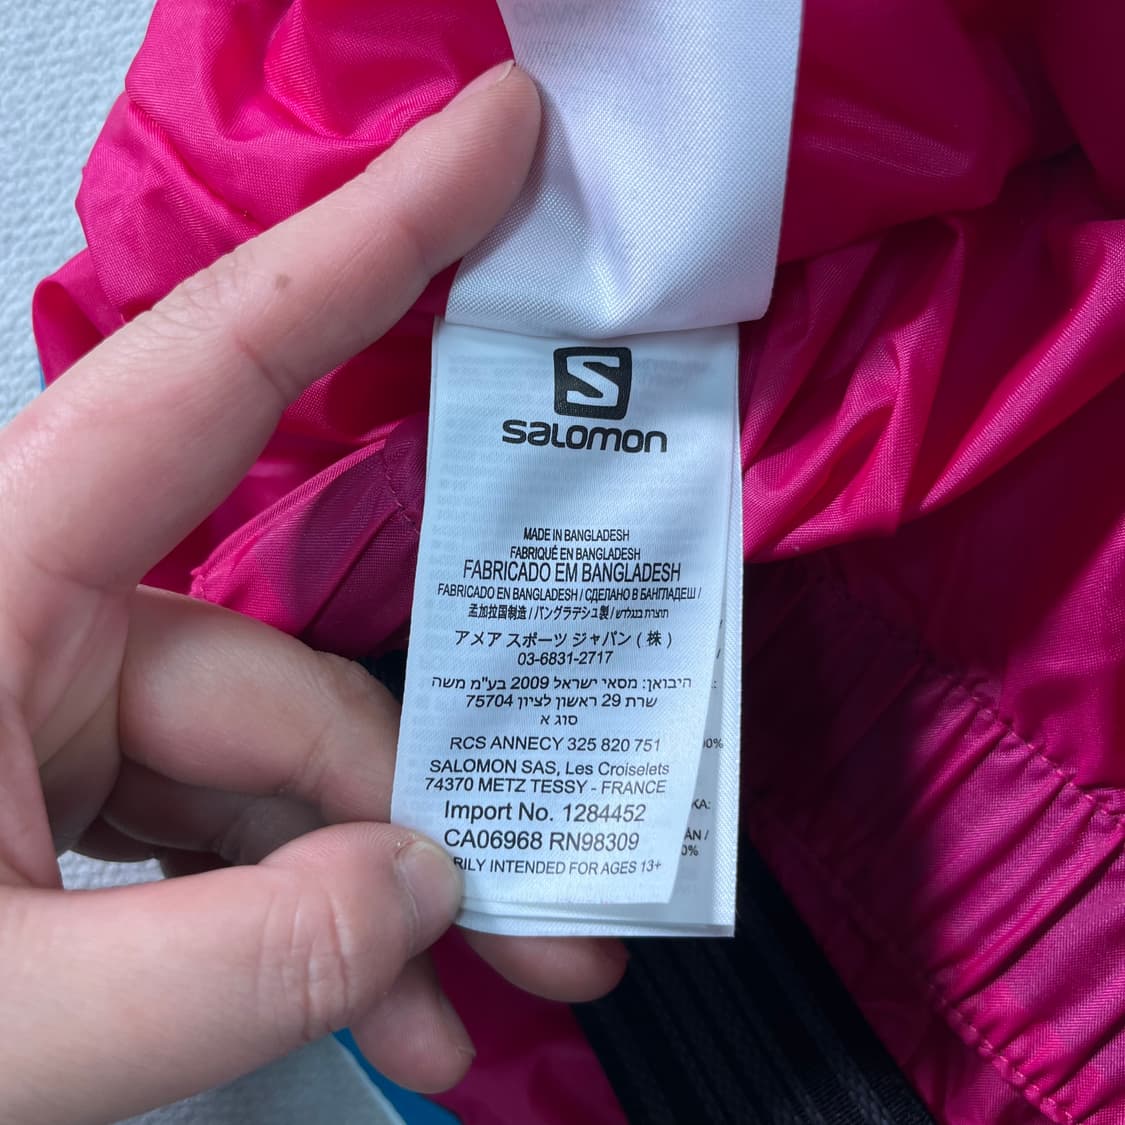 SALOMON
MADE IN BANGLADESH
FABRIQUÉ EN BANGLADESH
FABRICADO EM BANGLADESH
FABRICADO EN BANGLADESH / СДЕЛАНО В БАНГЛАДЕШ /
孟加拉国制造 / バングラデシュ製 / תוצרת בנגלדש
アメア スポーツ ジャパン ( 株 )
03-6831-2717
היבואן: מסאי ישראל 2009 בע"מ משה
שרת 29 ראשון לציון 75704
סוג א
RCS ANNECY 325 820 751
SALOMON SAS, Les Croiselets
74370 METZ TESSY - FRANCE
Import No. 1284452
CA06968 RN98309
INTENDED FOR AGES 13+